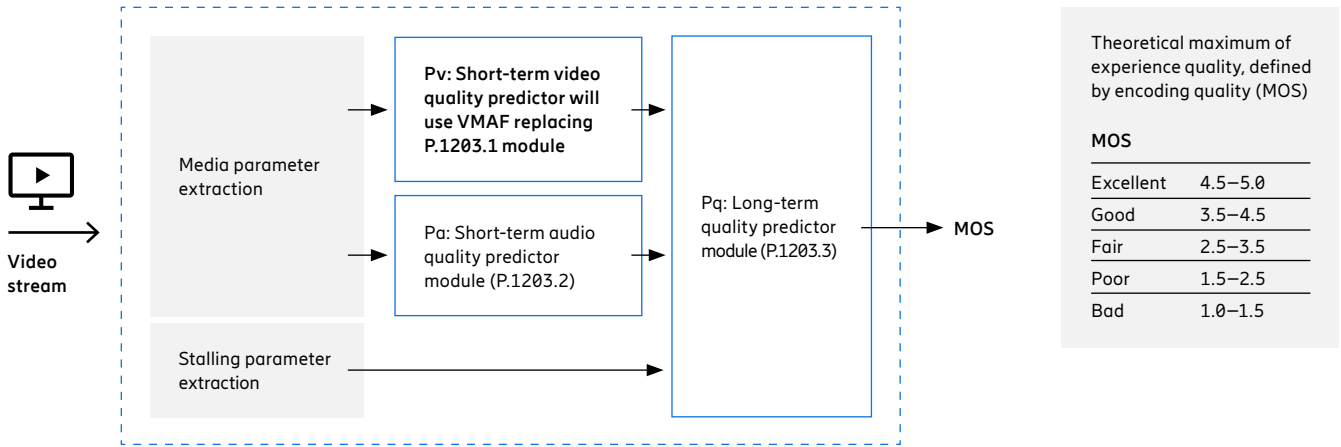 Video
stream
Media parameter
extraction
Stalling parameter
extraction
Pv: Short-term video
quality predictor will
use VMAF replacing
P.1203.1 module
Pa: Short-term audio
quality predictor
module (P.1203.2)
Pq: Long-term
quality predictor
module (P.1203.3)
MOS
Theoretical maximum of
experience quality, defined
by encoding quality (MOS)
MOS
Excellent 4.5–5.0
Good 3.5–4.5
Fair 2.5–3.5
Poor 1.5–2.5
Bad 1.0–1.5